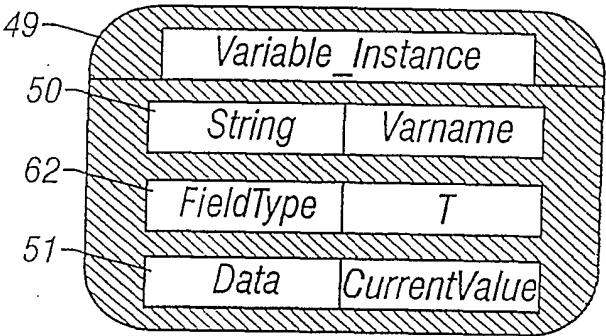 49 Variable_Instance
50 String Varname
62 FieldType T
51 Data CurrentValue